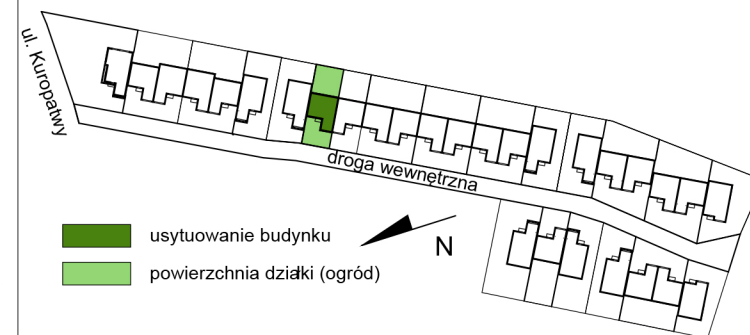 ul. Kuropatwy
droga wewnętrzna
usytuowanie budynku
N
powierzchnia działki (ogród)